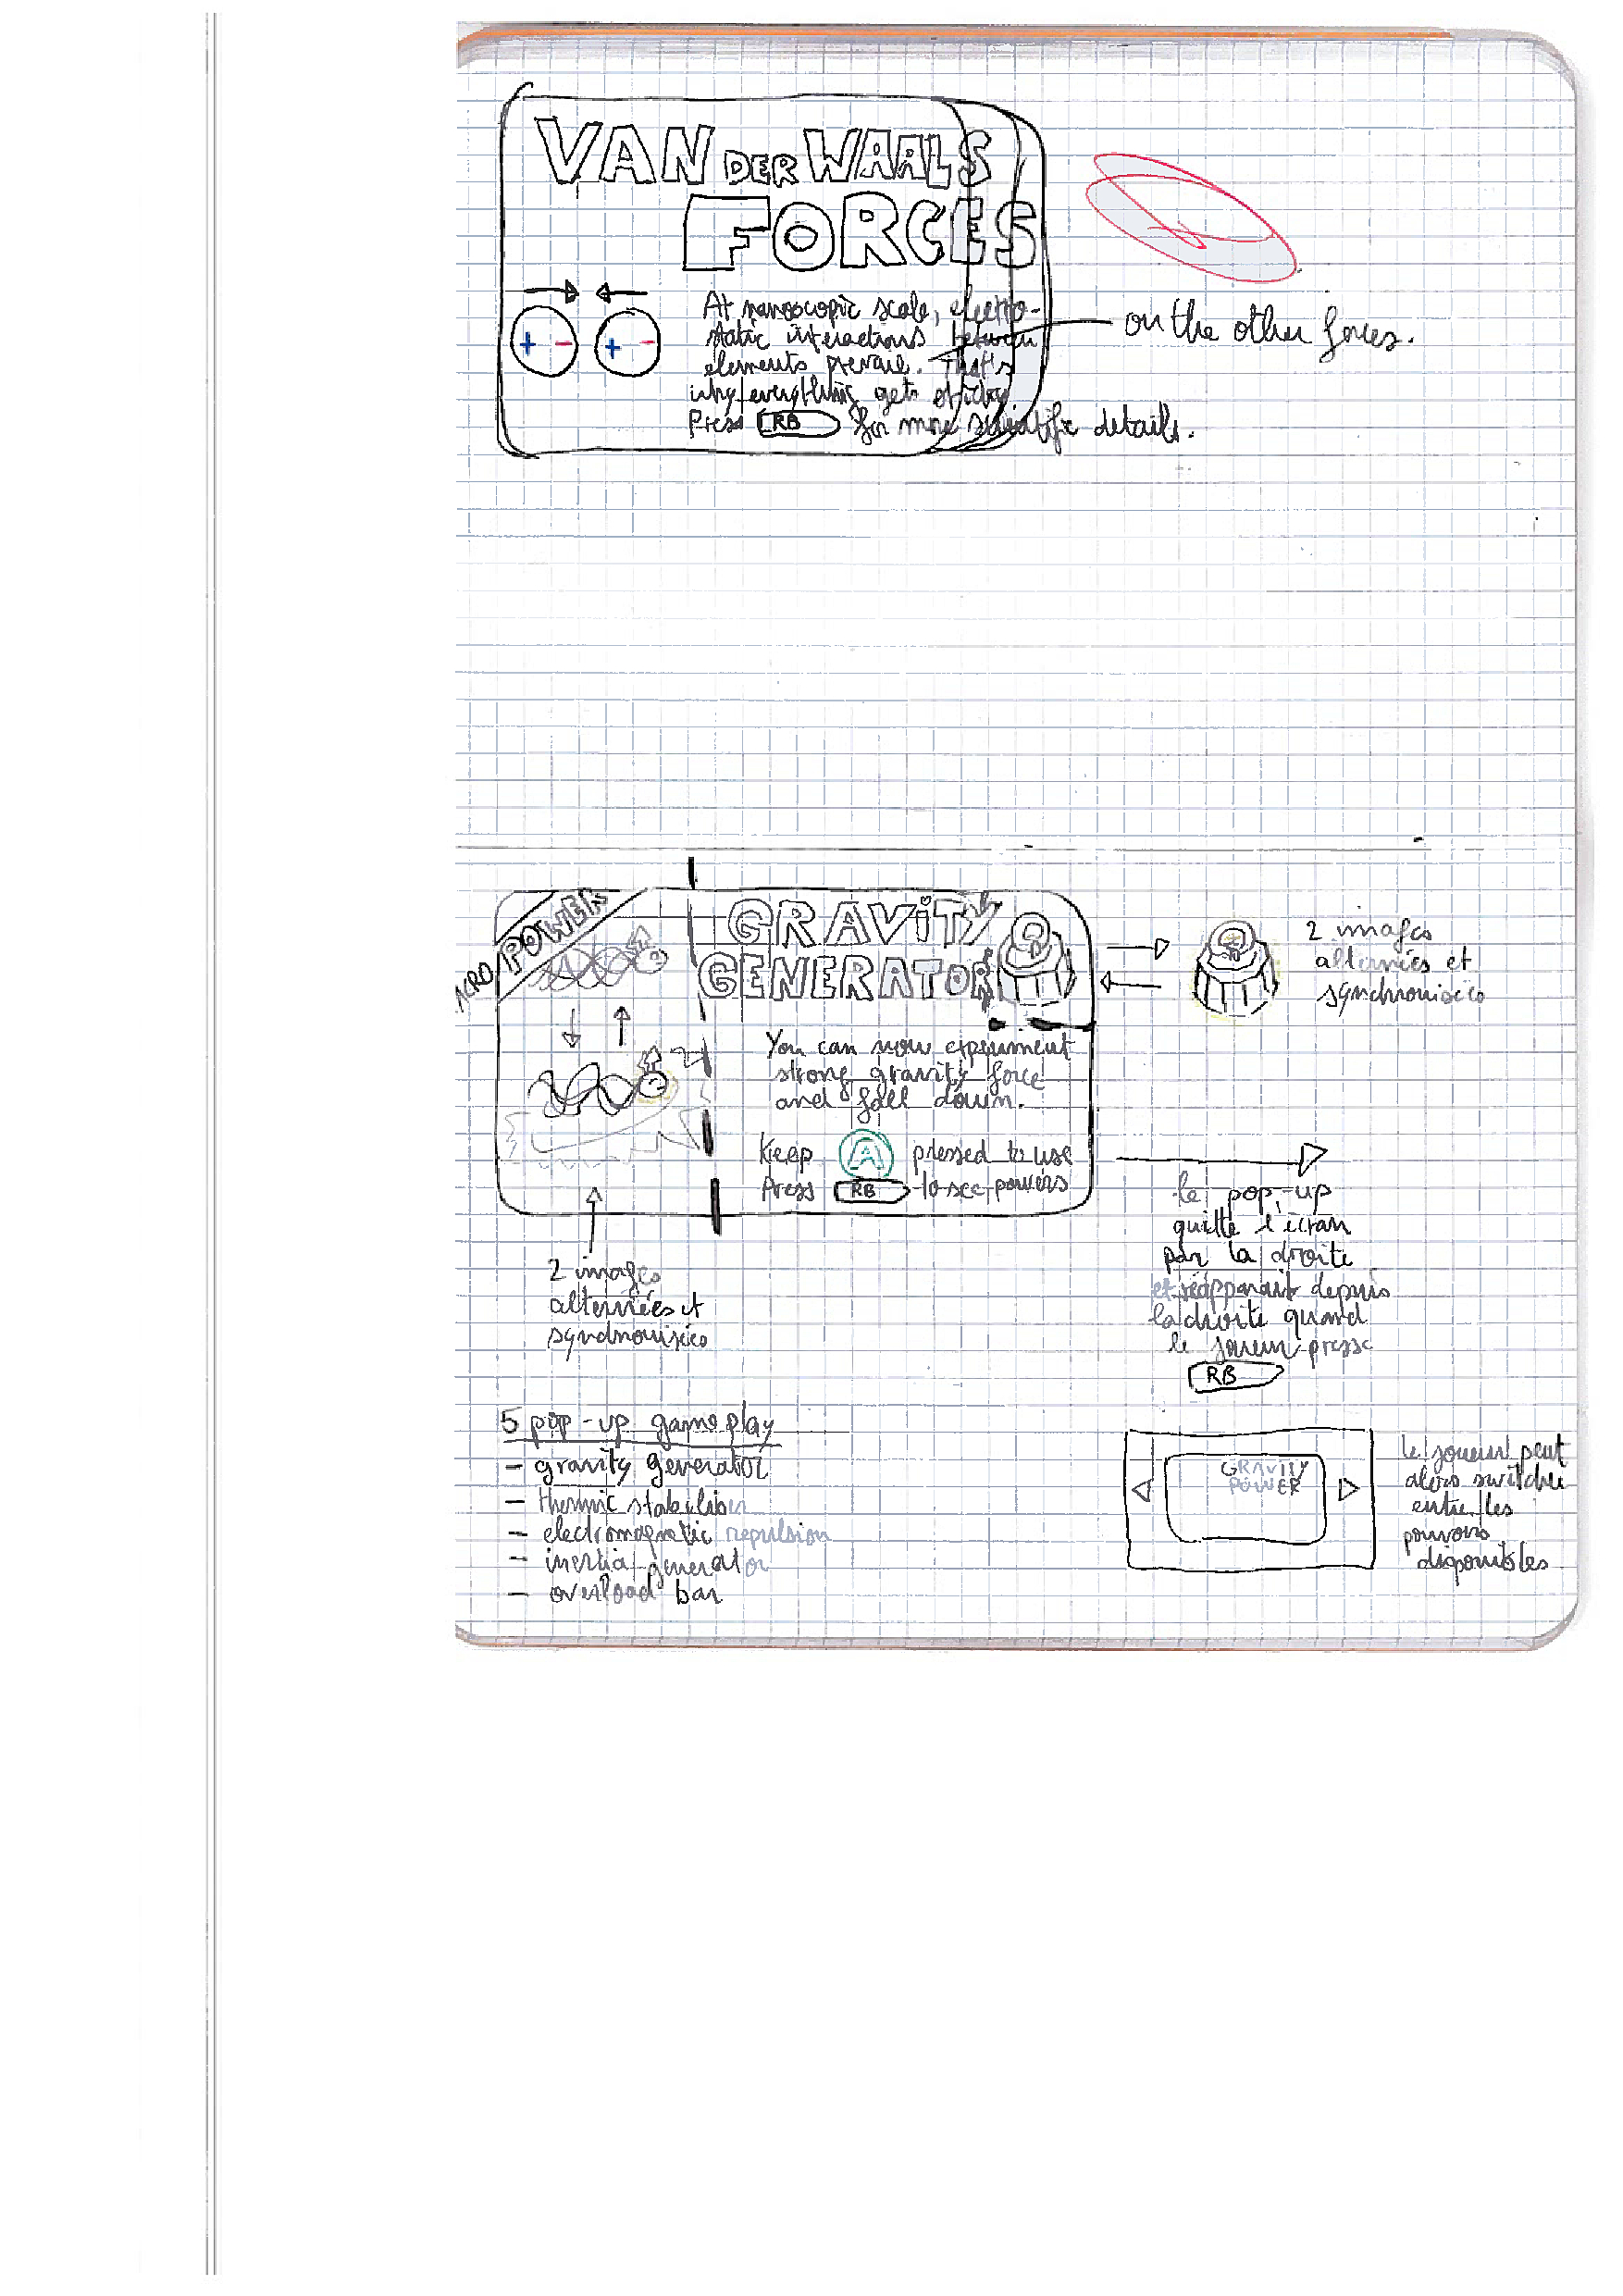 VAN DER WAALS
FORCES
+ - + -
At nanoscopic scale, electro-
static interactions between
elements prevail. That's
why everything gets sticky
Press RB for more scientific details.
on the other forces.
POWER
GRAVITY
GENERATOR
You can now experiment
strong gravity force
and fall down.
Keep A pressed to use
Press RB to see powers
2 images
alternées et
synchronisées
2 images
alternées et
synchronisées
le pop-up
quitte l'écran
par la droite
et réapparait depuis
la droite quand
le joueur presse
RB
5 pop-up gameplay
- gravity generator
- thermic stabiliser
- electromagnetic repulsion
- inertia generator
- overload bar
GRAVITY
POWER
le joueur peut
alors switcher
entre les
pouvoirs
disponibles